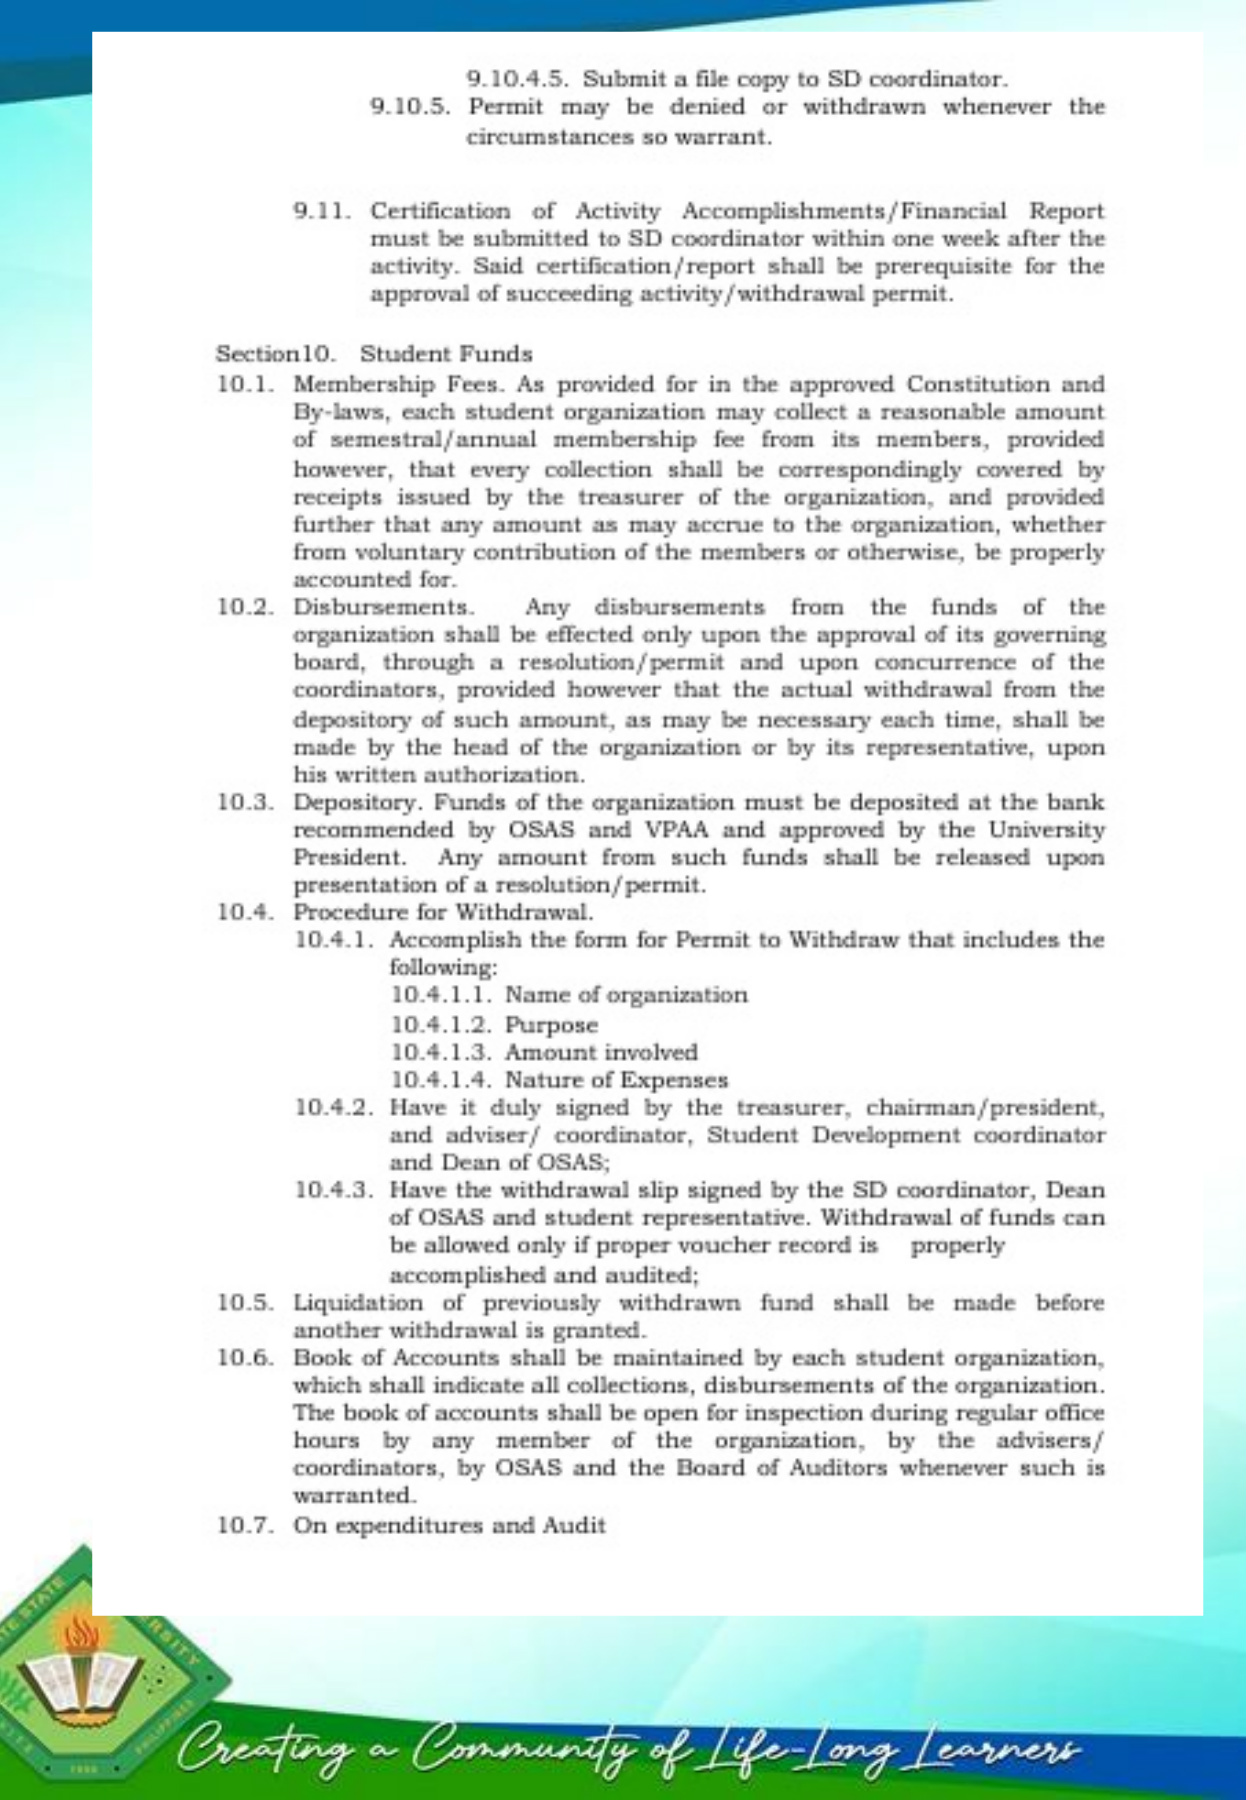 9.10.4.5. Submit a file copy to SD coordinator.
9.10.5. Permit may be denied or withdrawn whenever the
circumstances so warrant.
9.11. Certification of Activity Accomplishments/Financial Report
must be submitted to SD coordinator within one week after the
activity. Said certification/report shall be prerequisite for the
approval of succeeding activity/withdrawal permit.
Section10. Student Funds
10.1. Membership Fees. As provided for in the approved Constitution and
By-laws, each student organization may collect a reasonable amount
of semestral/annual membership fee from its members, provided
however, that every collection shall be correspondingly covered by
receipts issued by the treasurer of the organization, and provided
further that any amount as may accrue to the organization, whether
from voluntary contribution of the members or otherwise, be properly
accounted for.
10.2. Disbursements. Any disbursements from the funds of the
organization shall be effected only upon the approval of its governing
board, through a resolution/permit and upon concurrence of the
coordinators, provided however that the actual withdrawal from the
depository of such amount, as may be necessary each time, shall be
made by the head of the organization or by its representative, upon
his written authorization.
10.3. Depository. Funds of the organization must be deposited at the bank
recommended by OSAS and VPAA and approved by the University
President. Any amount from such funds shall be released upon
presentation of a resolution/permit.
10.4. Procedure for Withdrawal.
10.4.1. Accomplish the form for Permit to Withdraw that includes the
following:
10.4.1.1. Name of organization
10.4.1.2. Purpose
10.4.1.3. Amount involved
10.4.1.4. Nature of Expenses
10.4.2. Have it duly signed by the treasurer, chairman/president,
and adviser/ coordinator, Student Development coordinator
and Dean of OSAS;
10.4.3. Have the withdrawal slip signed by the SD coordinator, Dean
of OSAS and student representative. Withdrawal of funds can
be allowed only if proper voucher record is properly
accomplished and audited;
10.5. Liquidation of previously withdrawn fund shall be made before
another withdrawal is granted.
10.6. Book of Accounts shall be maintained by each student organization,
which shall indicate all collections, disbursements of the organization.
The book of accounts shall be open for inspection during regular office
hours by any member of the organization, by the advisers/
coordinators, by OSAS and the Board of Auditors whenever such is
warranted.
10.7. On expenditures and Audit
Creating a Community of Life-Long Learners